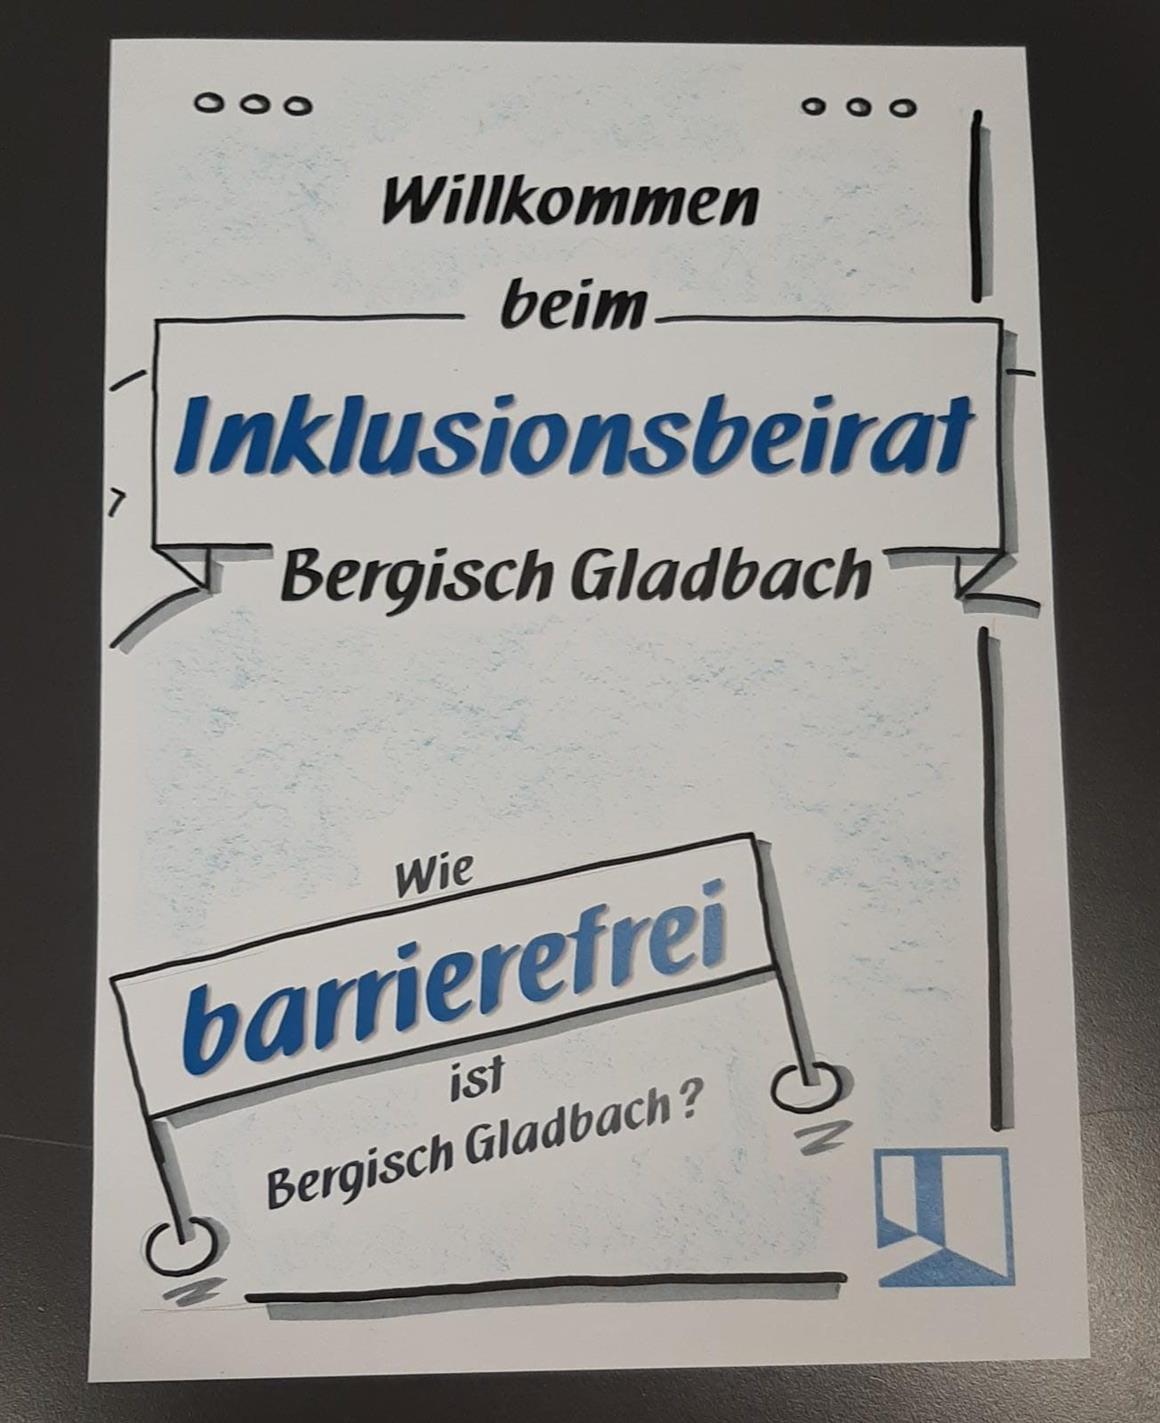 Willkommen
beim
Inklusionsbeirat
Bergisch Gladbach
Wie
barrierefrei
ist
Bergisch Gladbach?